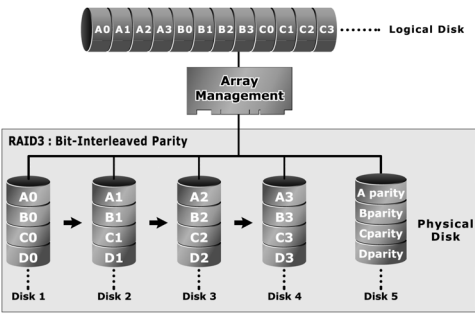 A0 A1 A2 A3 B0 B1 B2 B3 C0 C1 C2 C3 Logical Disk
Array
Management
RAID3 : Bit-Interleaved Parity
A0 A1 A2 A3 A parity
B0 B1 B2 B3 Bparity
C0 C1 C2 C3 Cparity
D0 D1 D2 D3 Dparity
Physical
Disk
Disk 1 Disk 2 Disk 3 Disk 4 Disk 5